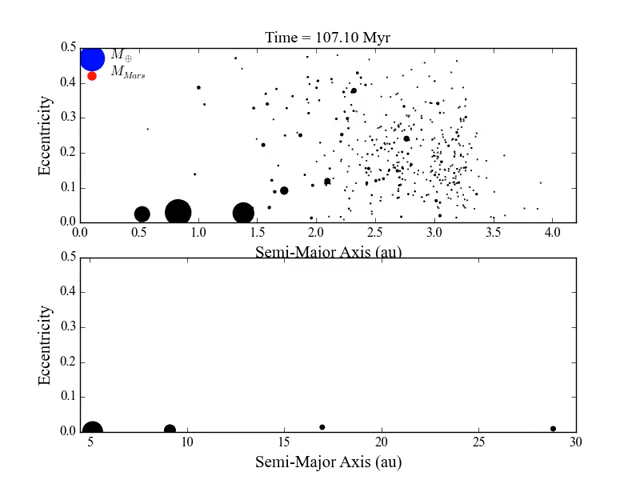 Time = 107.10 Myr
0.5
M⊕
M_Mars
0.4
0.3
0.2
0.1
0.0
Eccentricity
0.0 0.5 1.0 1.5 2.0 2.5 3.0 3.5 4.0
Semi-Major Axis (au)
0.5
0.4
0.3
0.2
0.1
0.0
Eccentricity
5 10 15 20 25 30
Semi-Major Axis (au)